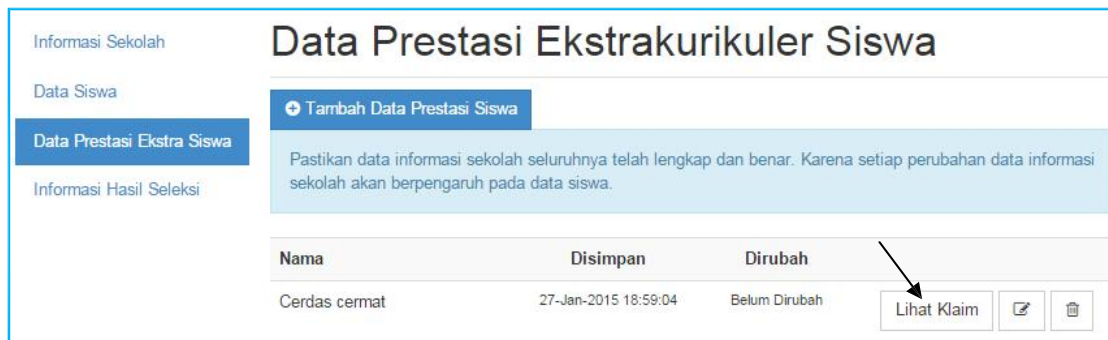 Informasi Sekolah
Data Siswa
Data Prestasi Ekstra Siswa
Informasi Hasil Seleksi
Data Prestasi Ekstrakurikuler Siswa
Tambah Data Prestasi Siswa
Pastikan data informasi sekolah seluruhnya telah lengkap dan benar. Karena setiap perubahan data informasi
sekolah akan berpengaruh pada data siswa.
Nama Disimpan Dirubah
Cerdas cermat 27-Jan-2015 18:59:04 Belum Dirubah Lihat Klaim